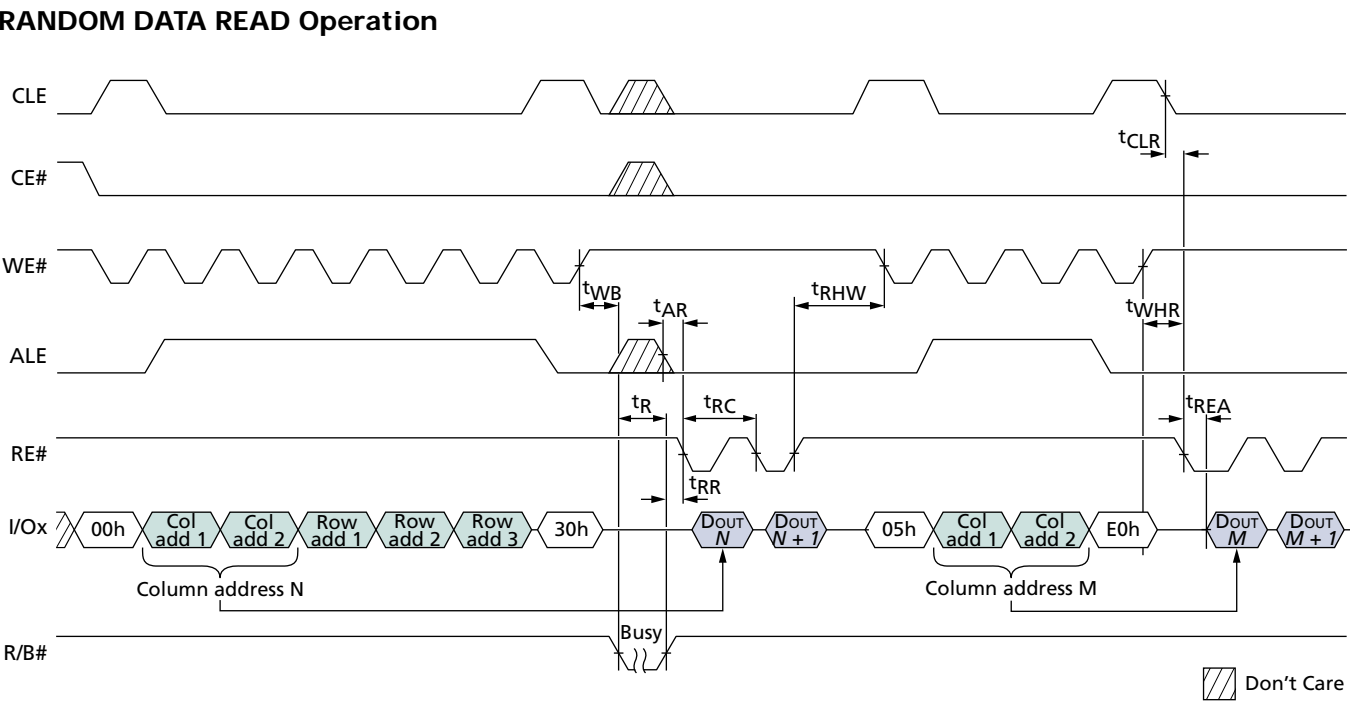 RANDOM DATA READ Operation
CLE
tCLR
CE#
WE#
tWB
tAR
tRHW
tWHR
ALE
tR
tRC
tREA
RE#
tRR
I/Ox
00h
Col add 1
Col add 2
Row add 1
Row add 2
Row add 3
30h
DOUT N
DOUT N + 1
05h
Col add 1
Col add 2
E0h
DOUT M
DOUT M + 1
Column address N
Column address M
Busy
R/B#
Don't Care